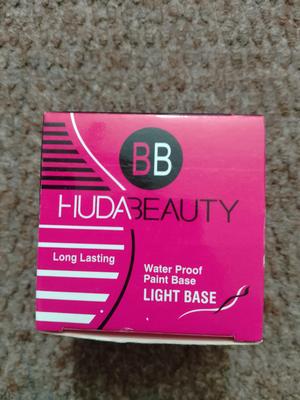 BB
HUDABEAUTY
Long Lasting
Water Proof
Paint Base
LIGHT BASE